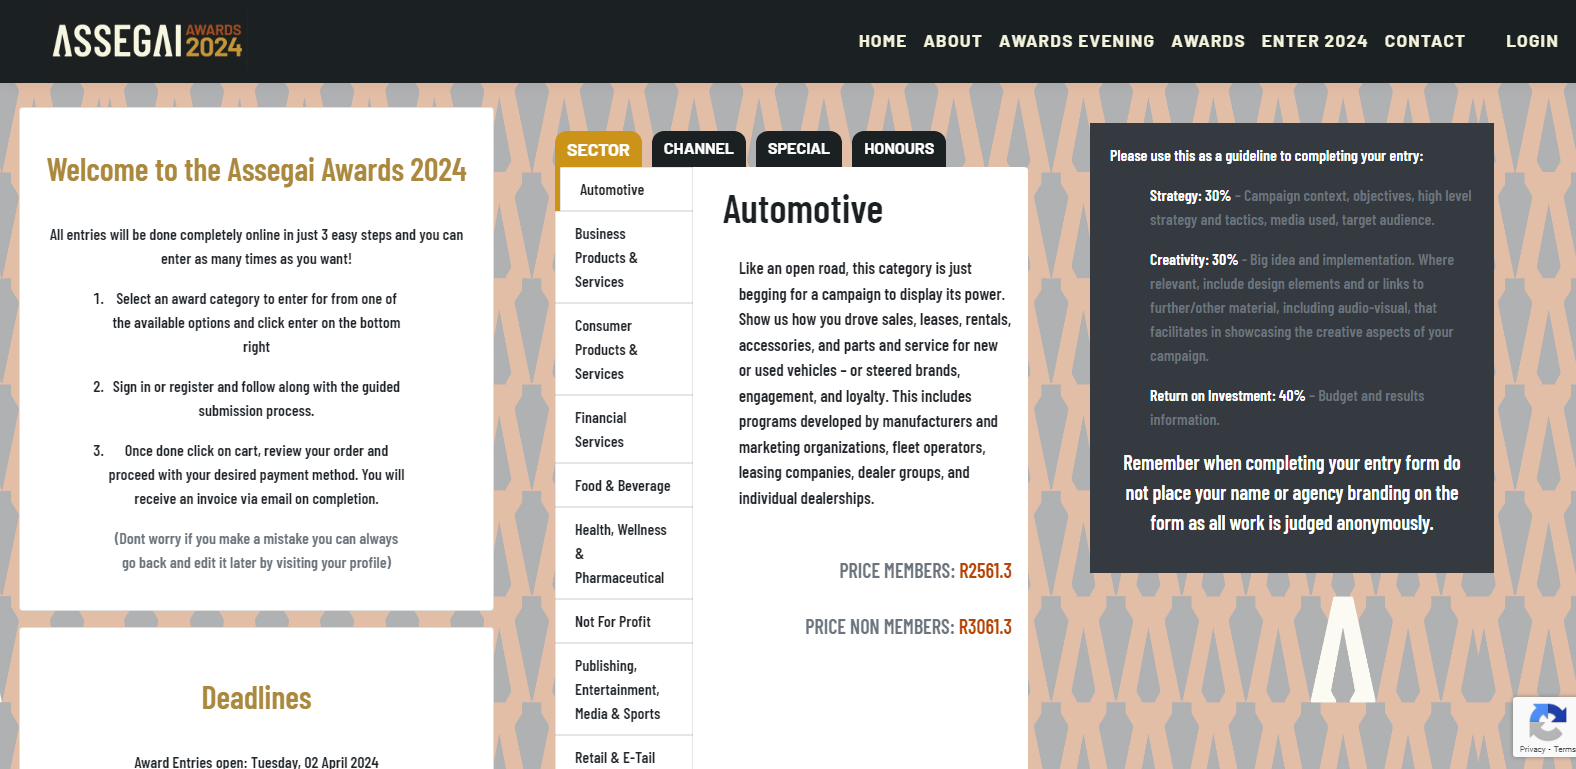 ASSEGAI AWARDS 2024
HOME ABOUT AWARDS EVENING AWARDS ENTER 2024 CONTACT LOGIN
Welcome to the Assegai Awards 2024
All entries will be done completely online in just 3 easy steps and you can
enter as many times as you want!
1. Select an award category to enter for from one of
the available options and click enter on the bottom
right
2. Sign in or register and follow along with the guided
submission process.
3. Once done click on cart, review your order and
proceed with your desired payment method. You will
receive an invoice via email on completion.
(Dont worry if you make a mistake you can always
go back and edit it later by visiting your profile)
Deadlines
Award Entries open: Tuesday, 02 April 2024
SECTOR CHANNEL SPECIAL HONOURS
Automotive
Business
Products &
Services
Consumer
Products &
Services
Financial
Services
Food & Beverage
Health, Wellness
&
Pharmaceutical
Not For Profit
Publishing,
Entertainment,
Media & Sports
Retail & E-Tail
Automotive
Like an open road, this category is just
begging for a campaign to display its power.
Show us how you drove sales, leases, rentals,
accessories, and parts and service for new
or used vehicles – or steered brands,
engagement, and loyalty. This includes
programs developed by manufacturers and
marketing organizations, fleet operators,
leasing companies, dealer groups, and
individual dealerships.
PRICE MEMBERS: R2561.3
PRICE NON MEMBERS: R3061.3
Please use this as a guideline to completing your entry:
Strategy: 30% – Campaign context, objectives, high level
strategy and tactics, media used, target audience.
Creativity: 30% - Big idea and implementation. Where
relevant, include design elements and or links to
further/other material, including audio-visual, that
facilitates in showcasing the creative aspects of your
campaign.
Return on Investment: 40% – Budget and results
information.
Remember when completing your entry form do
not place your name or agency branding on the
form as all work is judged anonymously.
Privacy - Terms